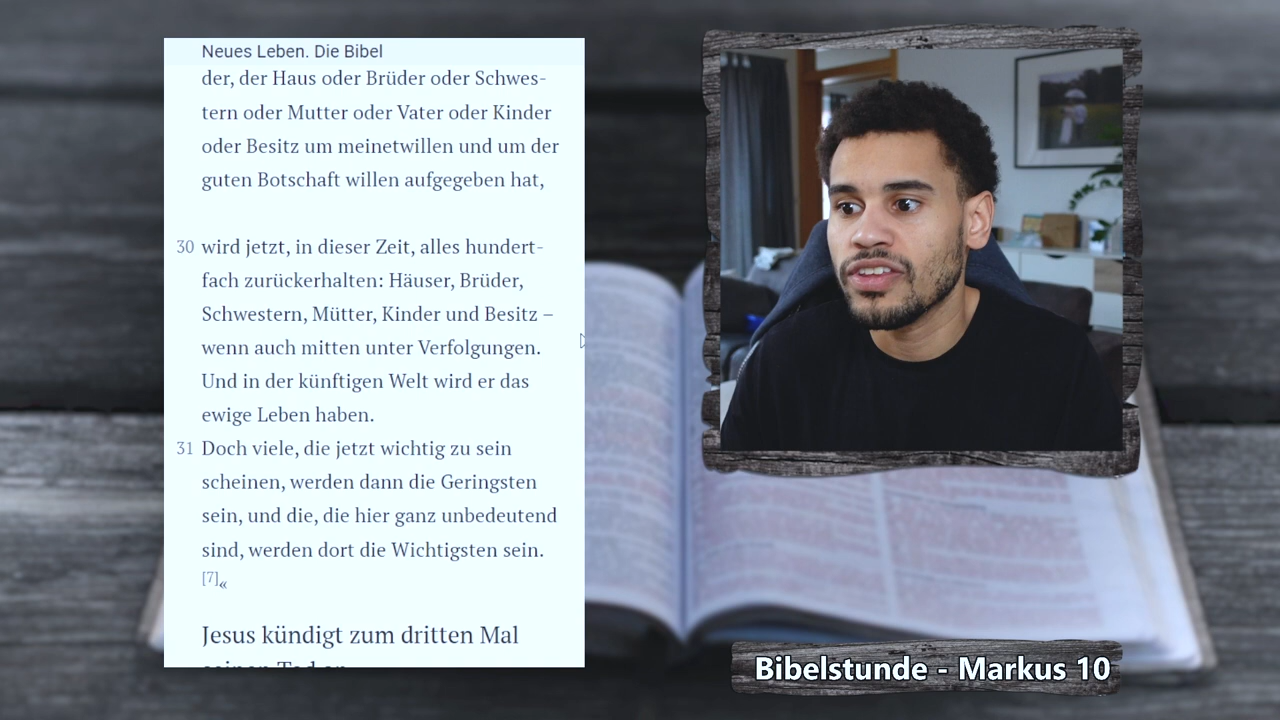 Neues Leben. Die Bibel
der, der Haus oder Brüder oder Schwes-
tern oder Mutter oder Vater oder Kinder
oder Besitz um meinetwillen und um der
guten Botschaft willen aufgegeben hat,
30 wird jetzt, in dieser Zeit, alles hundert-
fach zurückerhalten: Häuser, Brüder,
Schwestern, Mütter, Kinder und Besitz –
wenn auch mitten unter Verfolgungen.
Und in der künftigen Welt wird er das
ewige Leben haben.
31 Doch viele, die jetzt wichtig zu sein
scheinen, werden dann die Geringsten
sein, und die, die hier ganz unbedeutend
sind, werden dort die Wichtigsten sein.
[7]«
Jesus kündigt zum dritten Mal
seinen Tod an
Bibelstunde - Markus 10